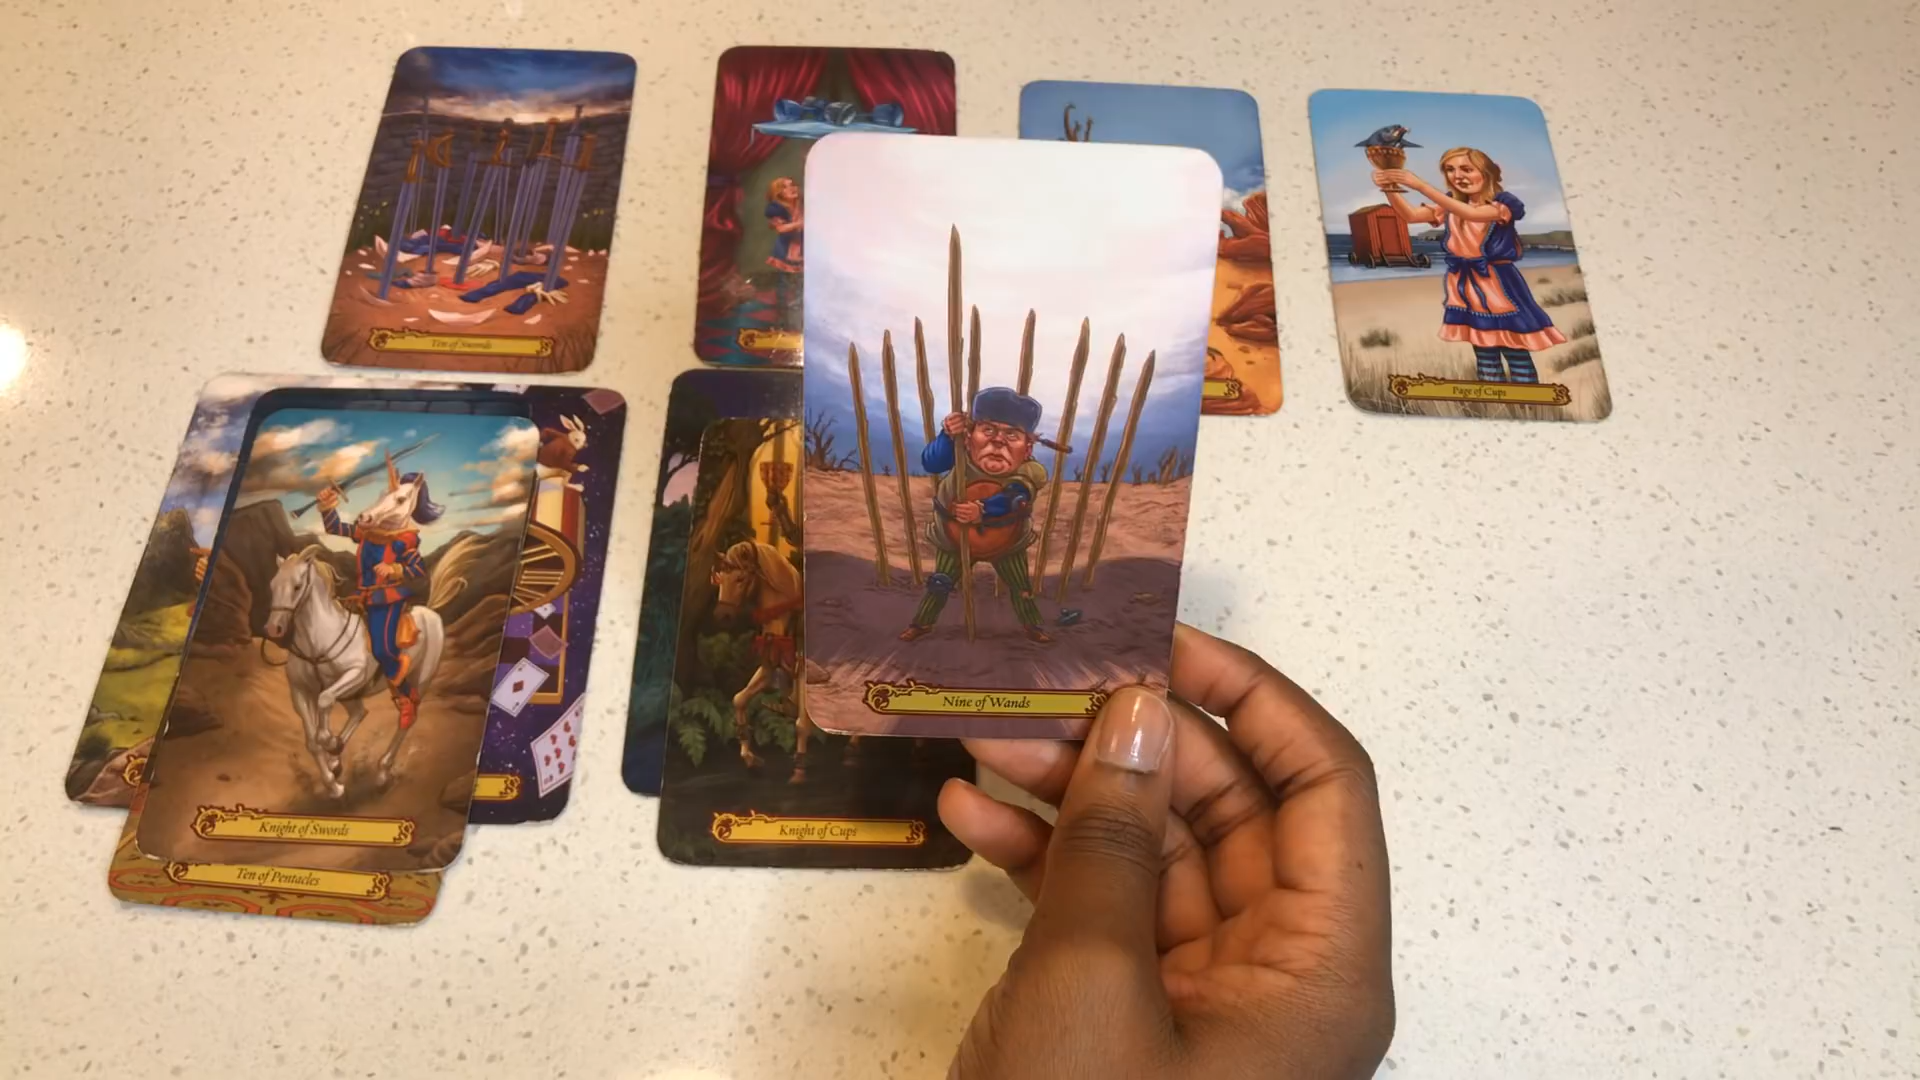 Ten of Swords
Page of Cups
Nine of Wands
Knight of Swords
Knight of Cups
Ten of Pentacles